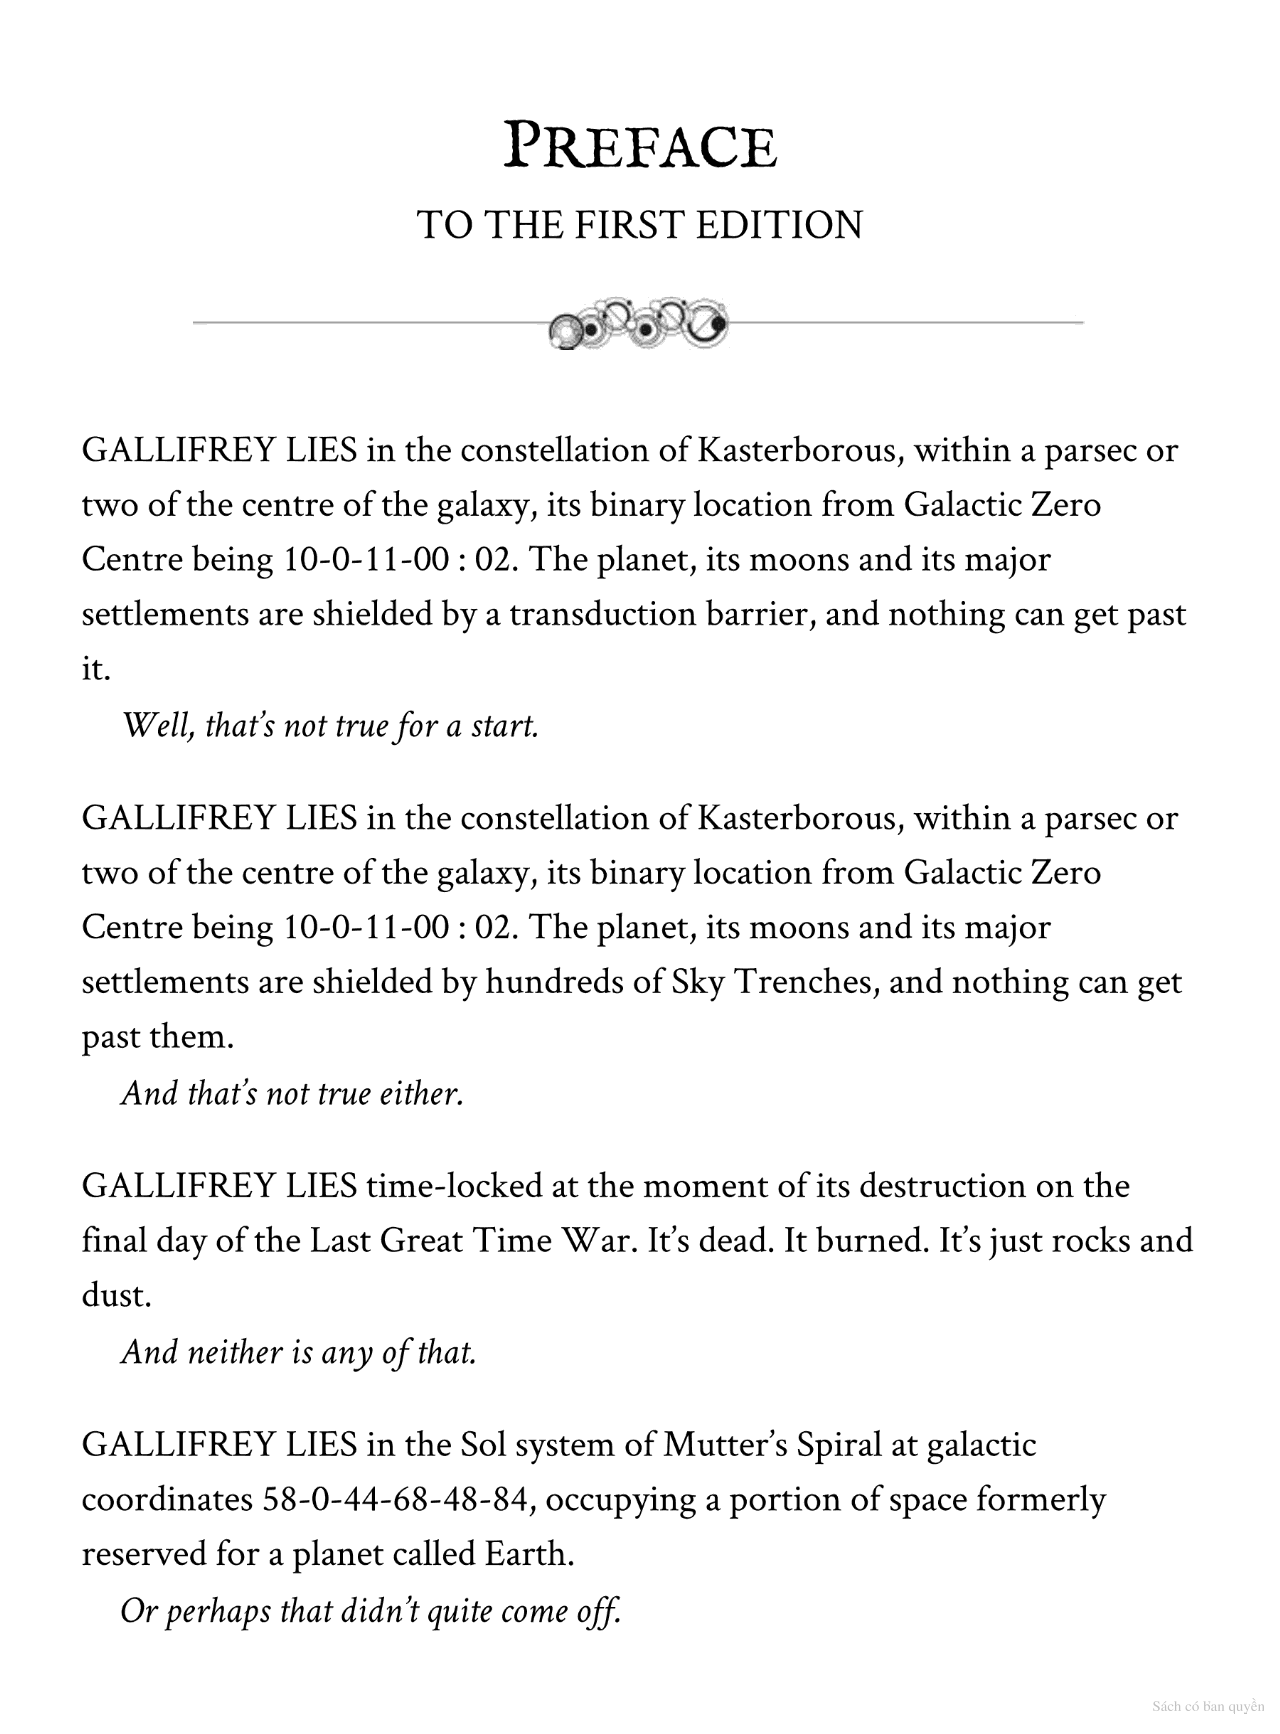 PREFACE
TO THE FIRST EDITION
GALLIFREY LIES in the constellation of Kasterborous, within a parsec or
two of the centre of the galaxy, its binary location from Galactic Zero
Centre being 10-0-11-00 : 02. The planet, its moons and its major
settlements are shielded by a transduction barrier, and nothing can get past
it.
Well, that’s not true for a start.
GALLIFREY LIES in the constellation of Kasterborous, within a parsec or
two of the centre of the galaxy, its binary location from Galactic Zero
Centre being 10-0-11-00 : 02. The planet, its moons and its major
settlements are shielded by hundreds of Sky Trenches, and nothing can get
past them.
And that’s not true either.
GALLIFREY LIES time-locked at the moment of its destruction on the
final day of the Last Great Time War. It’s dead. It burned. It’s just rocks and
dust.
And neither is any of that.
GALLIFREY LIES in the Sol system of Mutter’s Spiral at galactic
coordinates 58-0-44-68-48-84, occupying a portion of space formerly
reserved for a planet called Earth.
Or perhaps that didn’t quite come off.
Sách có bản quyền